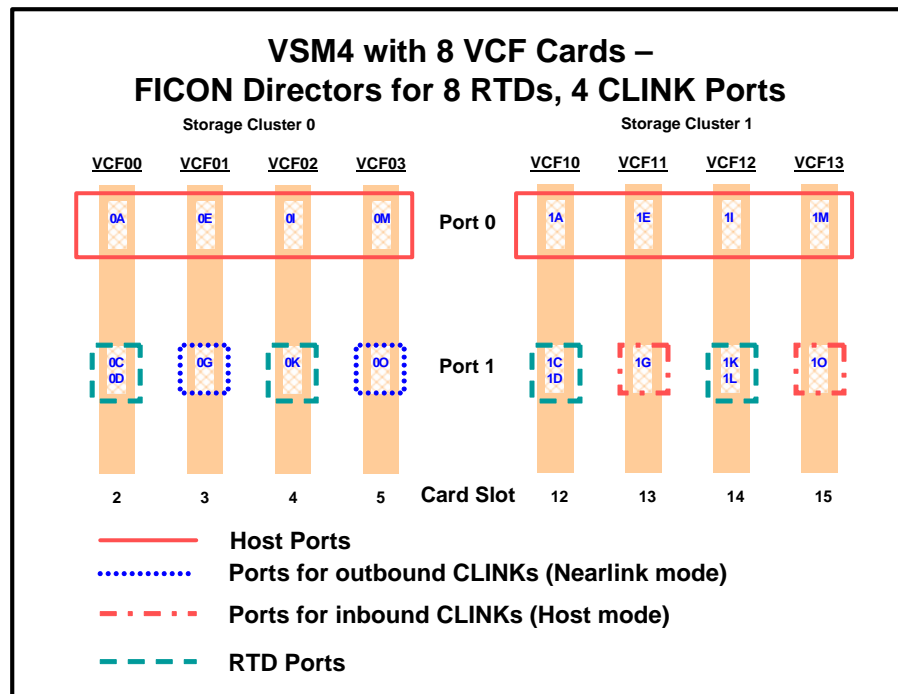 VSM4 with 8 VCF Cards –
FICON Directors for 8 RTDs, 4 CLINK Ports
Storage Cluster 0 Storage Cluster 1
VCF00 VCF01 VCF02 VCF03 VCF10 VCF11 VCF12 VCF13
0A 0E 0I 0M Port 0 1A 1E 1I 1M
0C 0G 0K 0O Port 1 1C 1G 1K 1O
0D 1D 1L
2 3 4 5 Card Slot 12 13 14 15
Host Ports
Ports for outbound CLINKs (Nearlink mode)
Ports for inbound CLINKs (Host mode)
RTD Ports